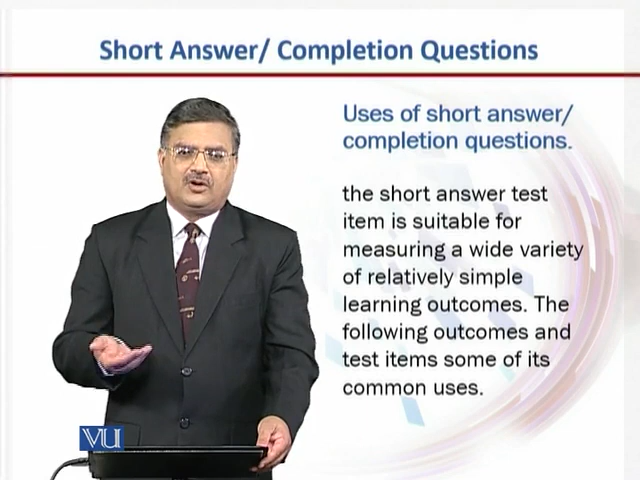 Short Answer/ Completion Questions
Uses of short answer/
completion questions.
the short answer test
item is suitable for
measuring a wide variety
of relatively simple
learning outcomes. The
following outcomes and
test items some of its
common uses.
VU